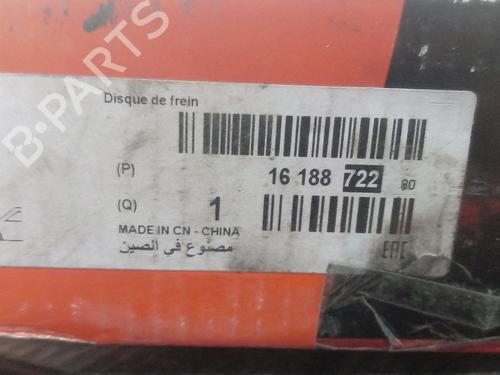 B-PARTS
Disque de frein
(P) 16 188 722 80
(Q) 1
MADE IN CN - CHINA
مصنوع في الصين
EAC